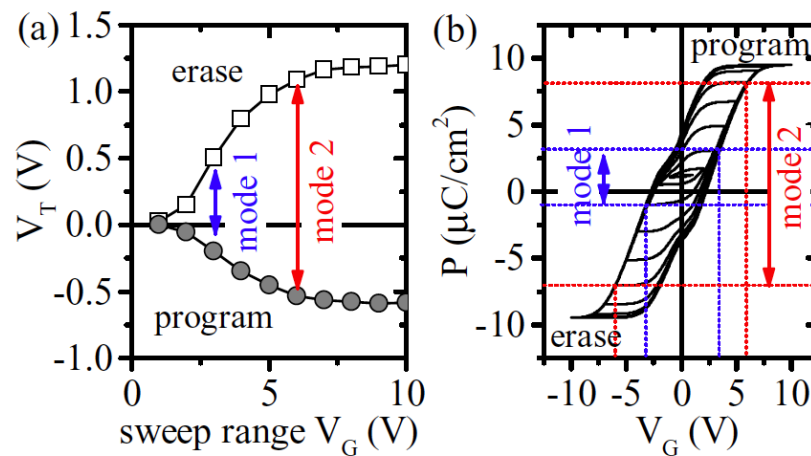 (a)
1.5
1.0
0.5
0.0
-0.5
-1.0
V_T (V)
erase
mode 1
mode 2
program
0
5
10
sweep range V_G (V)
(b)
10
5
0
-5
-10
P (μC/cm²)
program
mode 1
mode 2
erase
-10
-5
0
5
10
V_G (V)